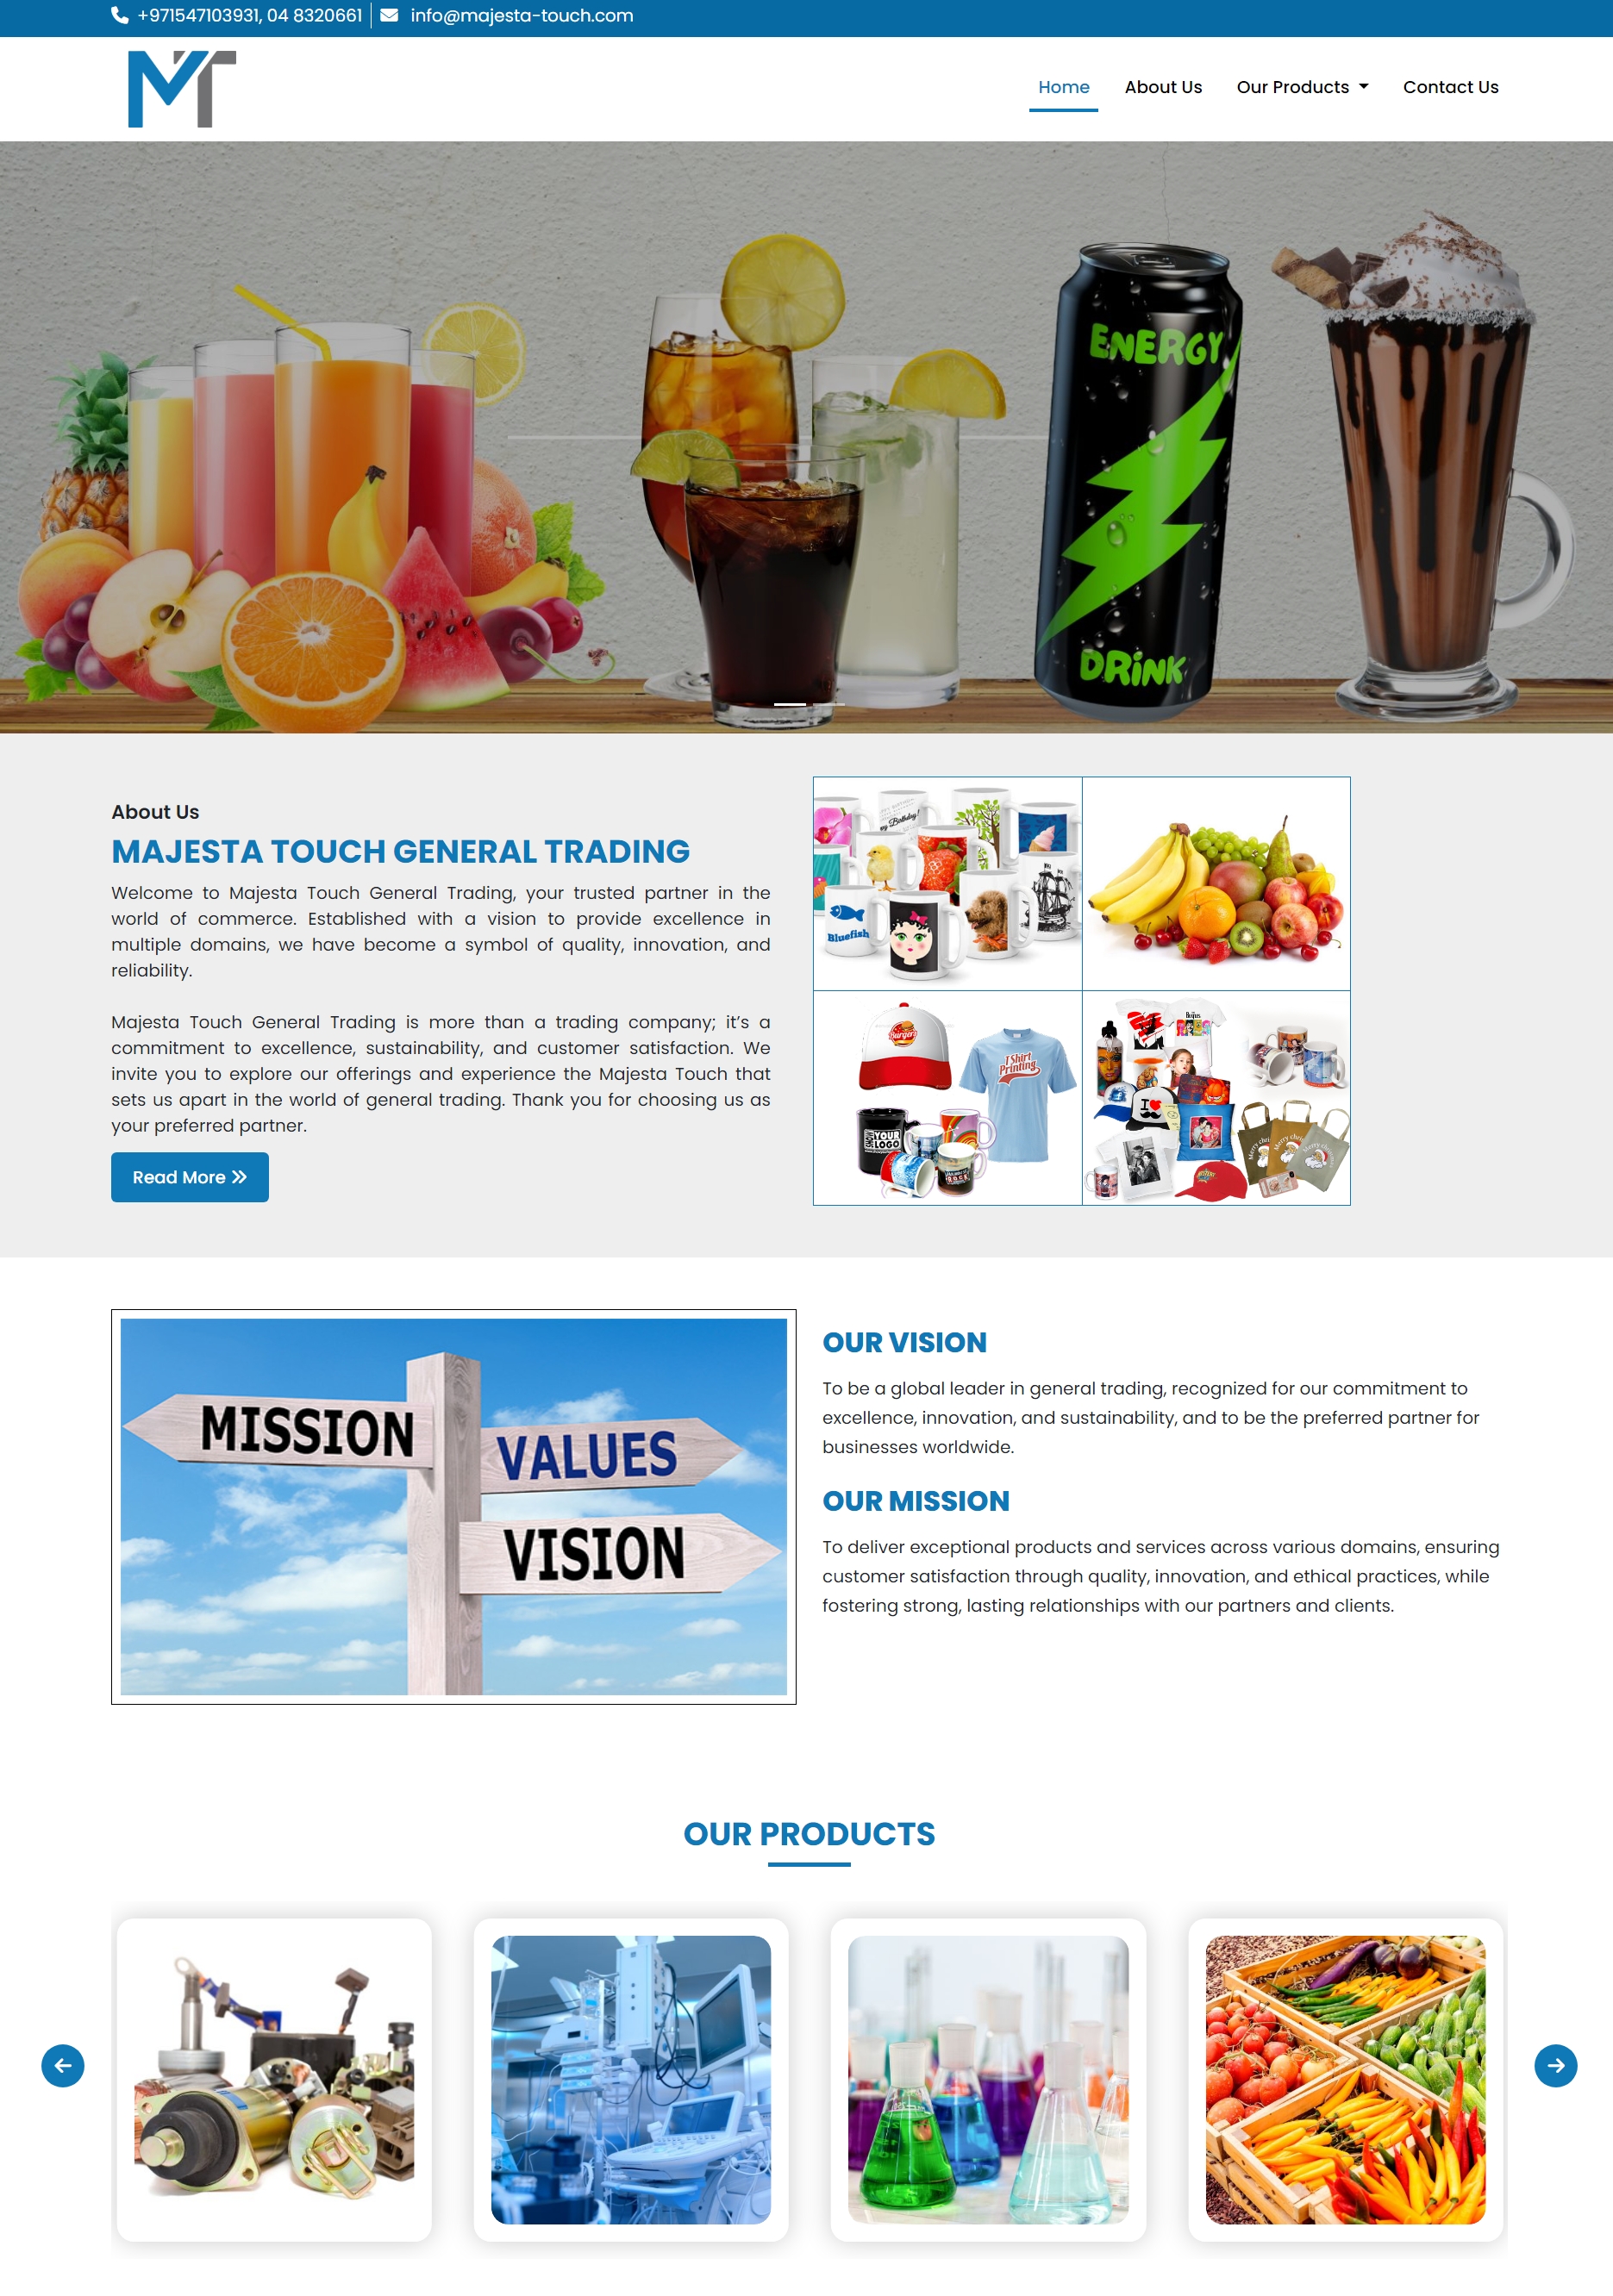 +971547103931, 04 8320661
info@majesta-touch.com
MT
Home
About Us
Our Products
Contact Us
ENERGY
DRiNK
About Us
MAJESTA TOUCH GENERAL TRADING
Welcome to Majesta Touch General Trading, your trusted partner in the
world of commerce. Established with a vision to provide excellence in
multiple domains, we have become a symbol of quality, innovation, and
reliability.
Majesta Touch General Trading is more than a trading company; it’s a
commitment to excellence, sustainability, and customer satisfaction. We
invite you to explore our offerings and experience the Majesta Touch that
sets us apart in the world of general trading. Thank you for choosing us as
your preferred partner.
Read More
Birthday!
Bluefish
Burgers
T Shirt
Printing
YOUR
LOGO
I
Merry
Merry
Merry
MISSION
VALUES
VISION
OUR VISION
To be a global leader in general trading, recognized for our commitment to
excellence, innovation, and sustainability, and to be the preferred partner for
businesses worldwide.
OUR MISSION
To deliver exceptional products and services across various domains, ensuring
customer satisfaction through quality, innovation, and ethical practices, while
fostering strong, lasting relationships with our partners and clients.
OUR PRODUCTS